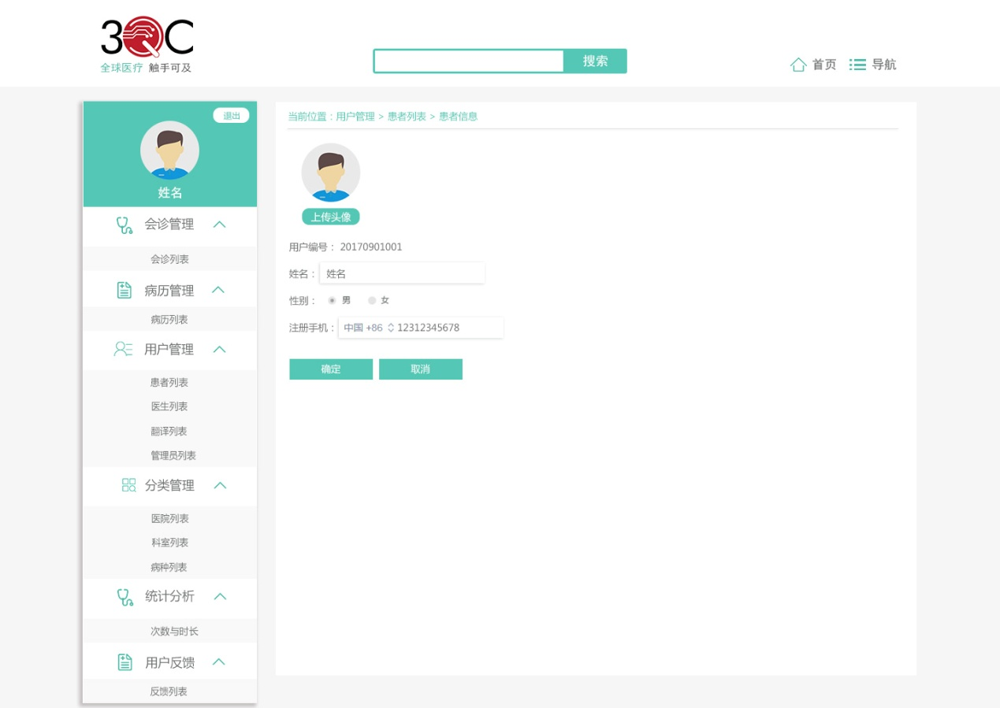 3QC
全球医疗 触手可及
搜索
首页 导航
退出
姓名
会诊管理
会诊列表
病历管理
病历列表
用户管理
患者列表
医生列表
翻译列表
管理员列表
分类管理
医院列表
科室列表
病种列表
统计分析
次数与时长
用户反馈
反馈列表
当前位置：用户管理 > 患者列表 > 患者信息
上传头像
用户编号： 20170901001
姓名： 姓名
性别： 男 女
注册手机： 中国 +86 12312345678
确定 取消